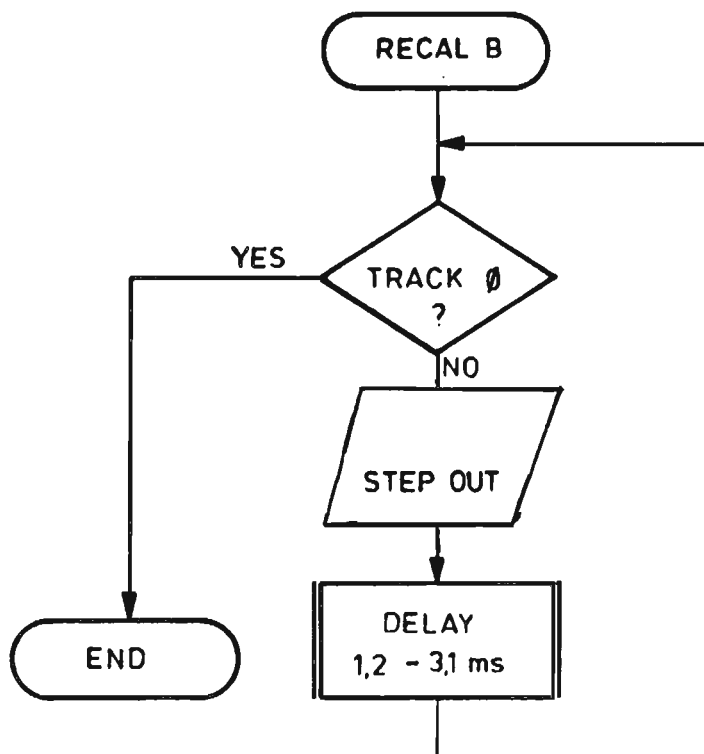 RECAL B
YES
TRACK Ø
?
NO
STEP OUT
DELAY
1,2 - 3,1 ms
END